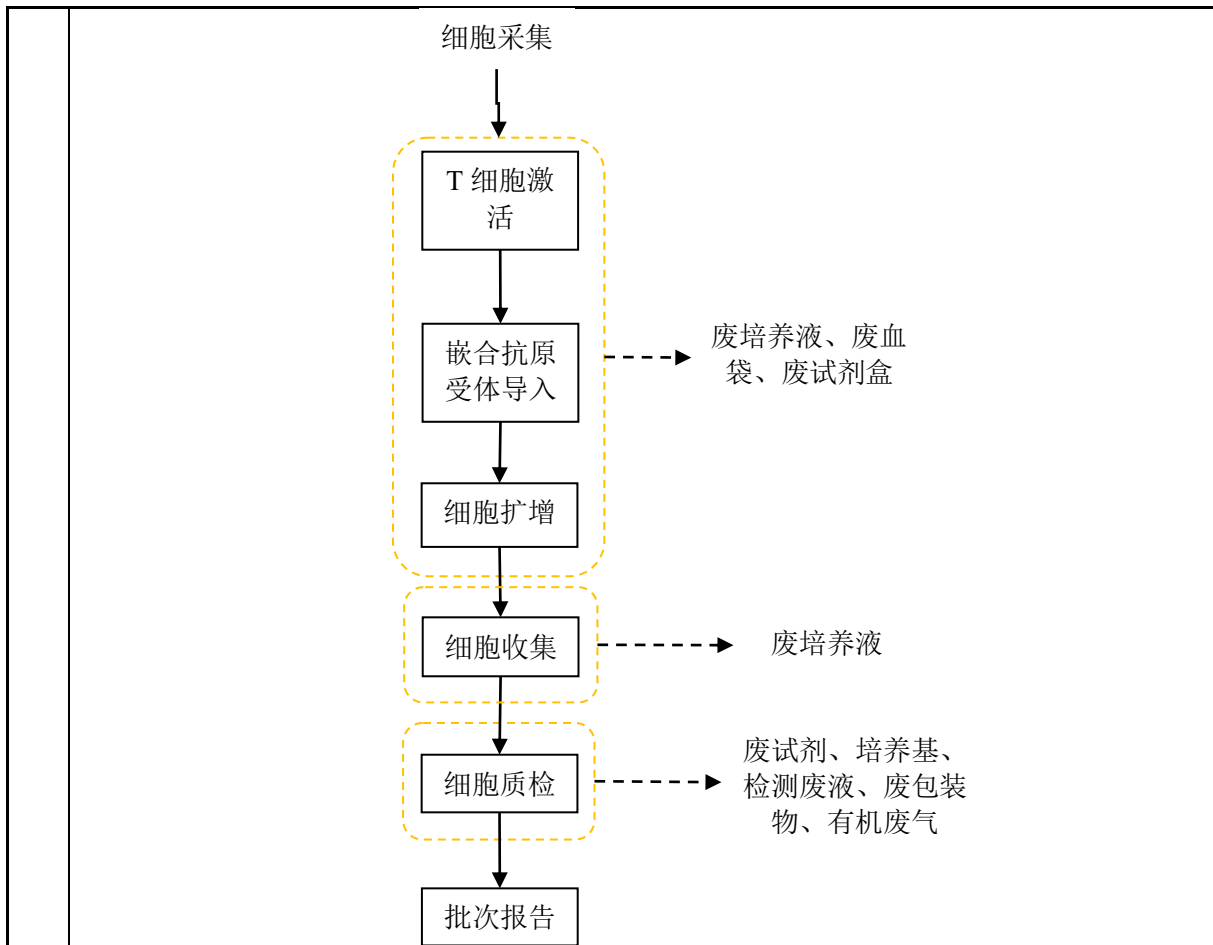 细胞采集
T 细胞激
活
嵌合抗原
受体导入
废培养液、废血
袋、废试剂盒
细胞扩增
细胞收集
废培养液
细胞质检
废试剂、培养基、
检测废液、废包装
物、有机废气
批次报告